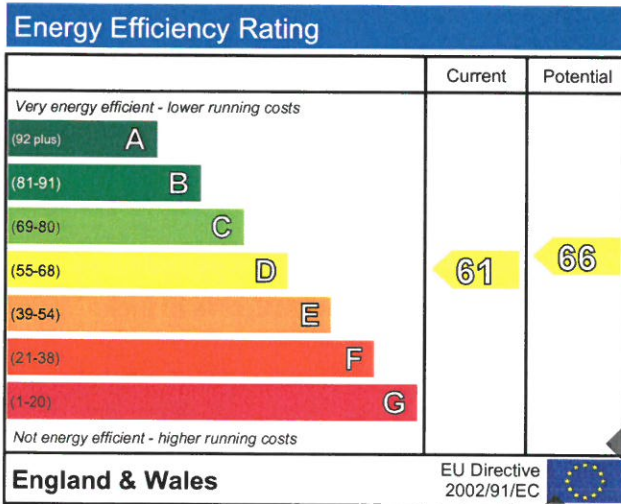 Energy Efficiency Rating
Current Potential
Very energy efficient - lower running costs
(92 plus) A
(81-91) B
(69-80) C
(55-68) D
61 66
(39-54) E
(21-38) F
(1-20) G
Not energy efficient - higher running costs
England & Wales
EU Directive
2002/91/EC